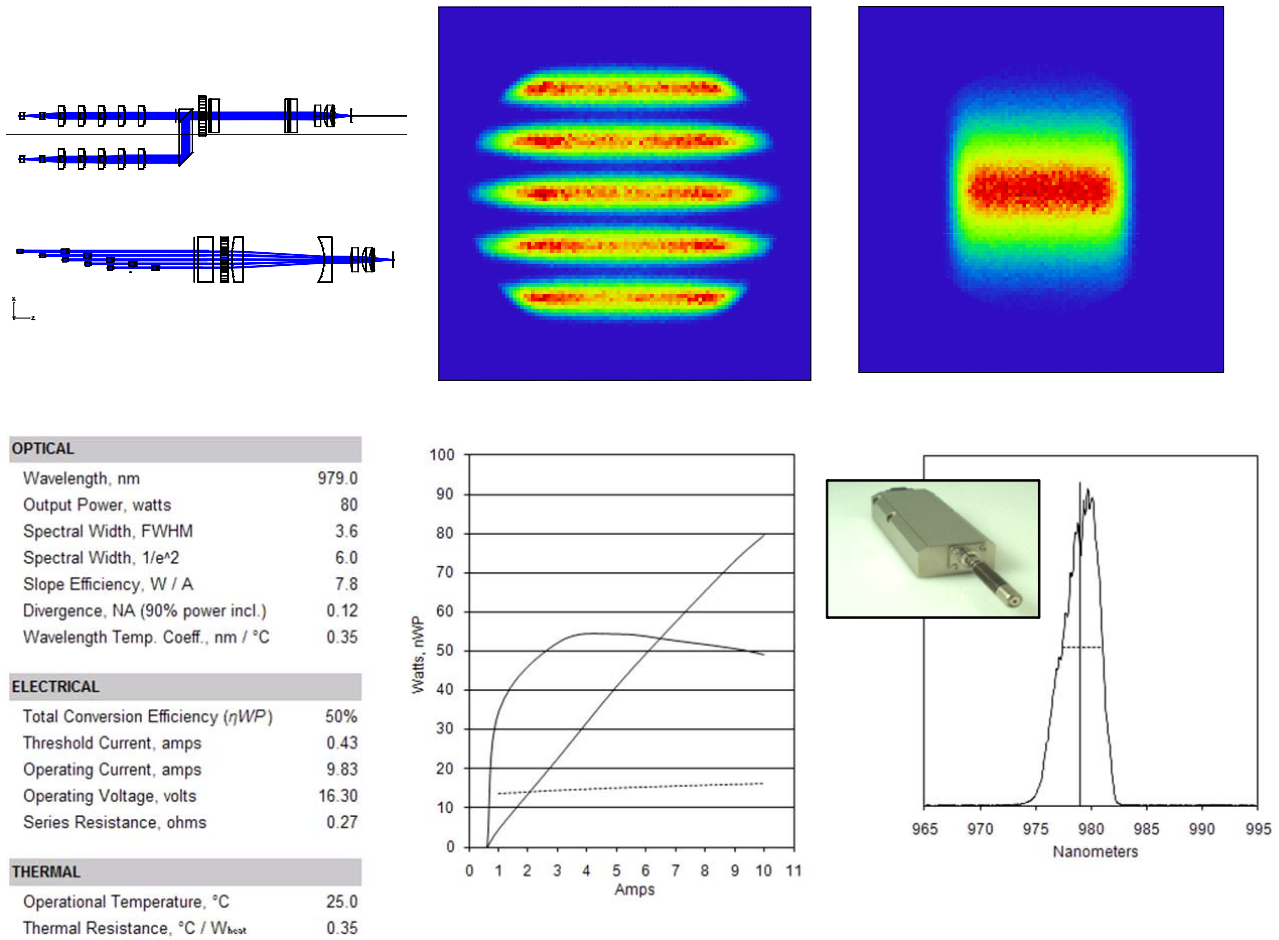 x
z
OPTICAL
Wavelength, nm 979.0
Output Power, watts 80
Spectral Width, FWHM 3.6
Spectral Width, 1/e^2 6.0
Slope Efficiency, W / A 7.8
Divergence, NA (90% power incl.) 0.12
Wavelength Temp. Coeff., nm / °C 0.35
ELECTRICAL
Total Conversion Efficiency (ηWP) 50%
Threshold Current, amps 0.43
Operating Current, amps 9.83
Operating Voltage, volts 16.30
Series Resistance, ohms 0.27
THERMAL
Operational Temperature, °C 25.0
Thermal Resistance, °C / Wheat 0.35
100
90
80
70
60
50
40
30
20
10
0
Watts, nWP
0 1 2 3 4 5 6 7 8 9 10 11
Amps
965 970 975 980 985 990 995
Nanometers